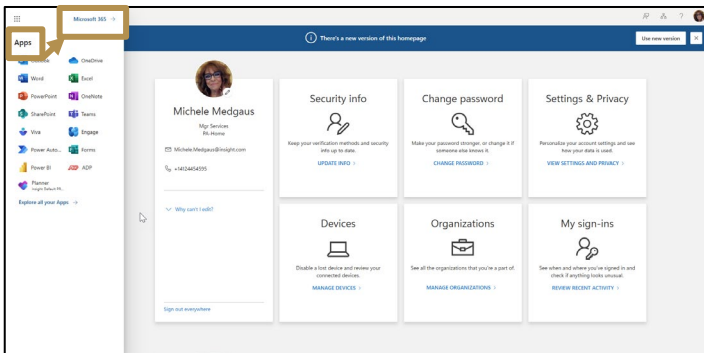 Microsoft 365 →
There's a new version of this homepage
Use new version
Apps
OneDrive
Word
Excel
PowerPoint
OneNote
SharePoint
Teams
Viva
Engage
Power Auto...
Forms
Power BI
ADP
Planner
Explore all your Apps →
Michele Medgaus
Mgr Services
PA-Home
Michele.Medgaus@insight.com
+14124454595
Why can't I edit?
Sign out everywhere
Security info
Keep your verification methods and security
info up to date.
UPDATE INFO >
Change password
Make your password stronger, or change it if
someone else knows it.
CHANGE PASSWORD >
Settings & Privacy
Personalize your account settings and see
how your data is used.
VIEW SETTINGS AND PRIVACY >
Devices
Disable a lost device and review your
connected devices.
MANAGE DEVICES >
Organizations
See all the organizations that you're a part of.
MANAGE ORGANIZATIONS >
My sign-ins
See when and where you've signed in and
check if anything looks unusual.
REVIEW RECENT ACTIVITY >